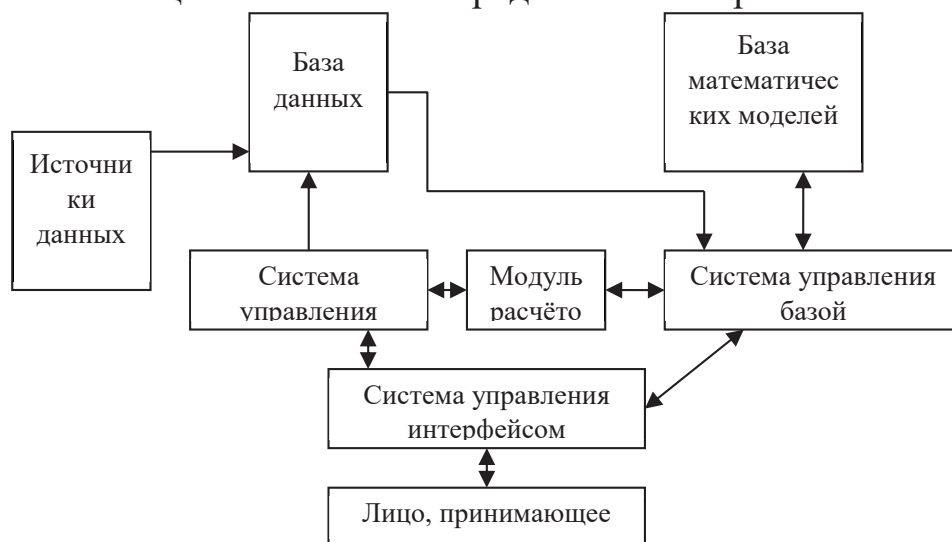 База
данных
База
математичес
ких моделей
Источни
ки
данных
Система
управления
Модуль
расчёто
Система управления
базой
Система управления
интерфейсом
Лицо, принимающее